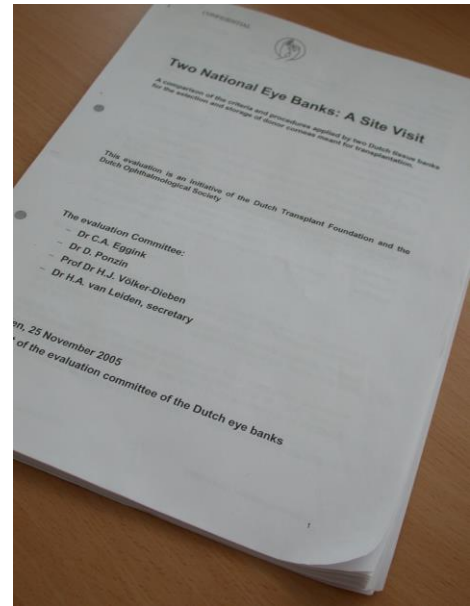 CONFIDENTIAL
Two National Eye Banks: A Site Visit
A comparison of the criteria and procedures applied by two Dutch tissue banks
for the selection and storage of donor corneas meant for transplantation.
This evaluation is an initiative of the Dutch Transplant Foundation and the
Dutch Ophthalmological Society
The evaluation Committee:
- Dr C.A. Eggink
- Dr D. Ponzin
- Prof Dr H.J. Völker-Dieben
- Dr H.A. van Leiden, secretary
en, 25 November 2005
of the evaluation committee of the Dutch eye banks
1